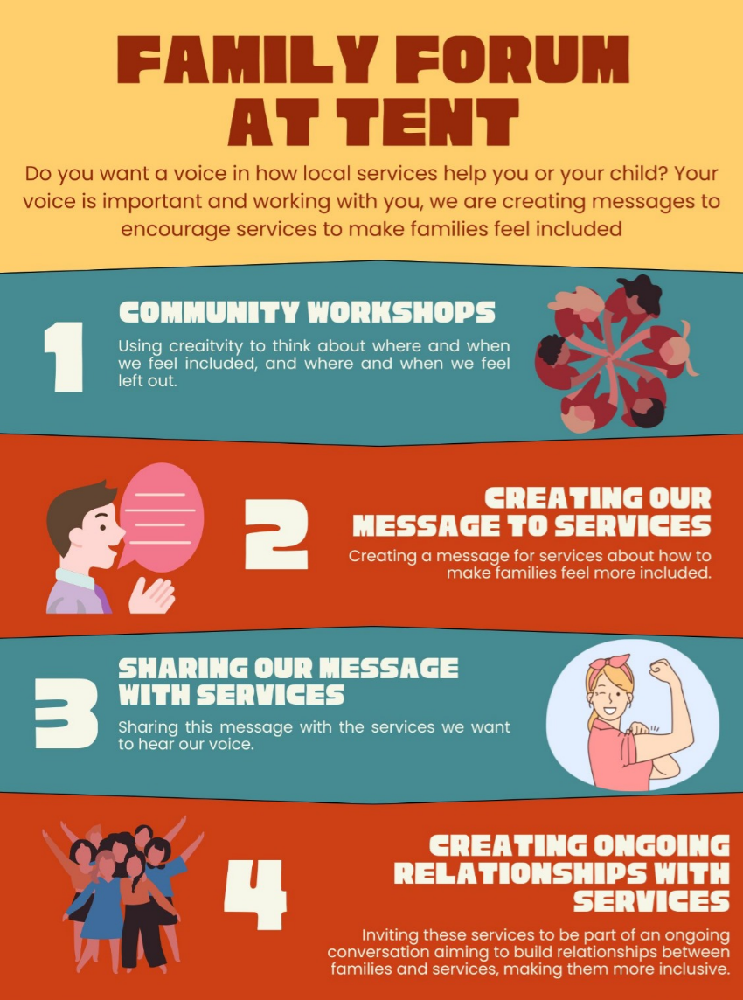 FAMILY FORUM
AT TENT
Do you want a voice in how local services help you or your child? Your
voice is important and working with you, we are creating messages to
encourage services to make families feel included
1
COMMUNITY WORKSHOPS
Using creaitvity to think about where and when
we feel included, and where and when we feel
left out.
2
CREATING OUR
MESSAGE TO SERVICES
Creating a message for services about how to
make families feel more included.
3
SHARING OUR MESSAGE
WITH SERVICES
Sharing this message with the services we want
to hear our voice.
4
CREATING ONGOING
RELATIONSHIPS WITH
SERVICES
Inviting these services to be part of an ongoing
conversation aiming to build relationships between
families and services, making them more inclusive.